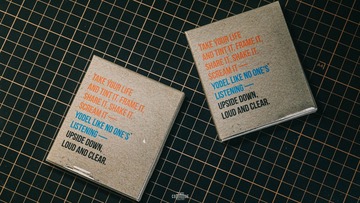 TAKE YOUR LIFE
AND TINT IT. FRAME IT.
SHARE IT. SHAKE IT.
SCREAM IT —
YODEL LIKE NO ONE'S
LISTENING —
UPSIDE DOWN.
LOUD AND CLEAR.
TAKE YOUR LIFE
AND TINT IT. FRAME IT.
SHARE IT. SHAKE IT.
SCREAM IT —
YODEL LIKE NO ONE'S
LISTENING —
UPSIDE DOWN.
LOUD AND CLEAR.